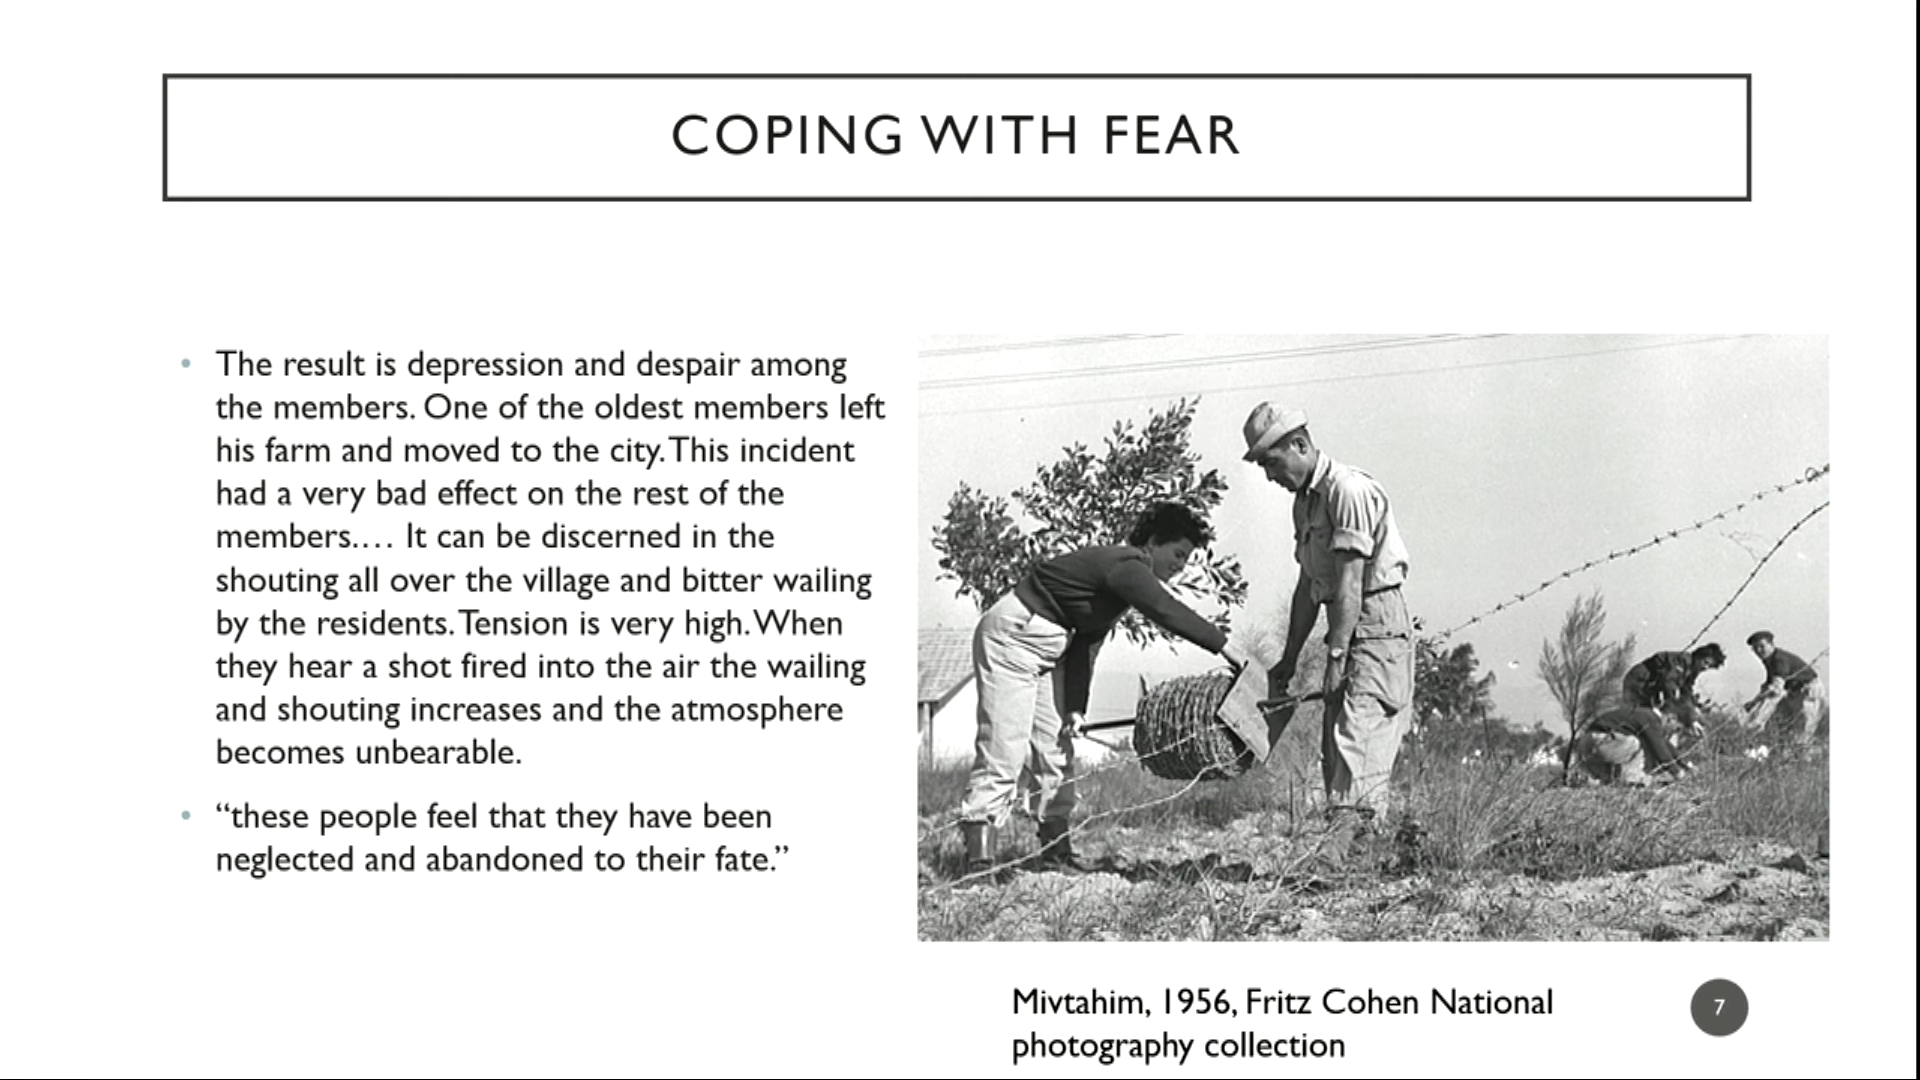 COPING WITH FEAR
• The result is depression and despair among
the members. One of the oldest members left
his farm and moved to the city. This incident
had a very bad effect on the rest of the
members.… It can be discerned in the
shouting all over the village and bitter wailing
by the residents. Tension is very high. When
they hear a shot fired into the air the wailing
and shouting increases and the atmosphere
becomes unbearable.
• “these people feel that they have been
neglected and abandoned to their fate.”
Mivtahim, 1956, Fritz Cohen National
photography collection
7